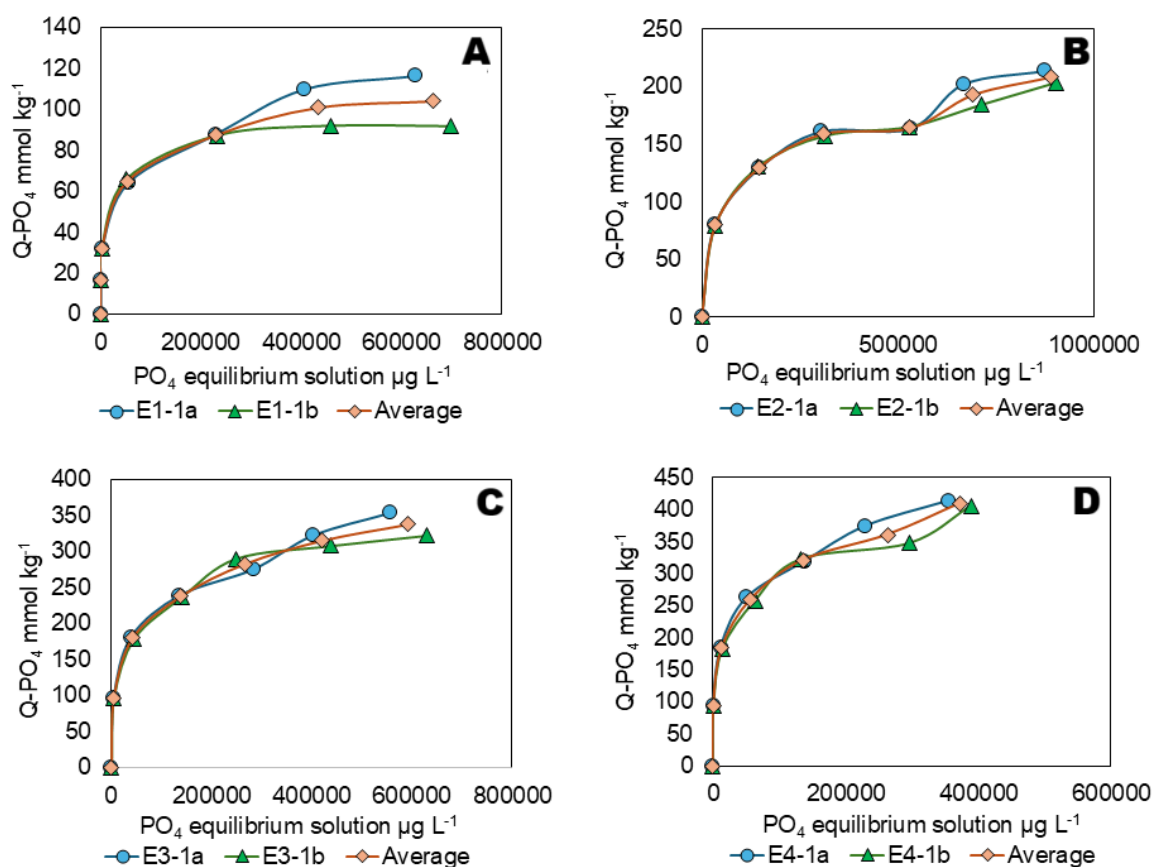 A
Q-PO₄ mmol kg⁻¹
140
120
100
80
60
40
20
0
0 200000 400000 600000 800000
PO₄ equilibrium solution µg L⁻¹
E1-1a E1-1b Average
B
Q-PO₄ mmol kg⁻¹
250
200
150
100
50
0
0 500000 1000000
PO₄ equilibrium solution µg L⁻¹
E2-1a E2-1b Average
C
Q-PO₄ mmol kg⁻¹
400
350
300
250
200
150
100
50
0
0 200000 400000 600000 800000
PO₄ equilibrium solution µg L⁻¹
E3-1a E3-1b Average
D
Q-PO₄ mmol kg⁻¹
450
400
350
300
250
200
150
100
50
0
0 200000 400000 600000
PO₄ equilibrium solution µg L⁻¹
E4-1a E4-1b Average